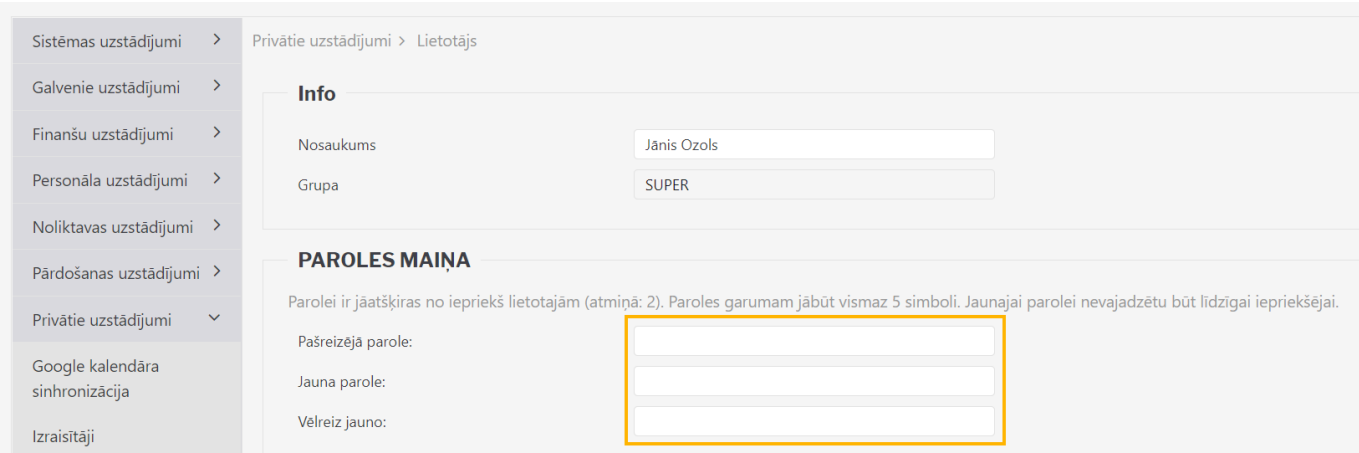 Sistēmas uzstādījumi
Galvenie uzstādījumi
Finanšu uzstādījumi
Personāla uzstādījumi
Noliktavas uzstādījumi
Pārdošanas uzstādījumi
Privātie uzstādījumi
Google kalendāra
sinhronizācija
Izraisītāji
Privātie uzstādījumi > Lietotājs
Info
Nosaukums Jānis Ozols
Grupa SUPER
PAROLES MAIŅA
Parolei ir jāatšķiras no iepriekš lietotajām (atmiņā: 2). Paroles garumam jābūt vismaz 5 simboli. Jaunajai parolei nevajadzētu būt līdzīgai iepriekšējai.
Pašreizējā parole:
Jauna parole:
Vēlreiz jauno: